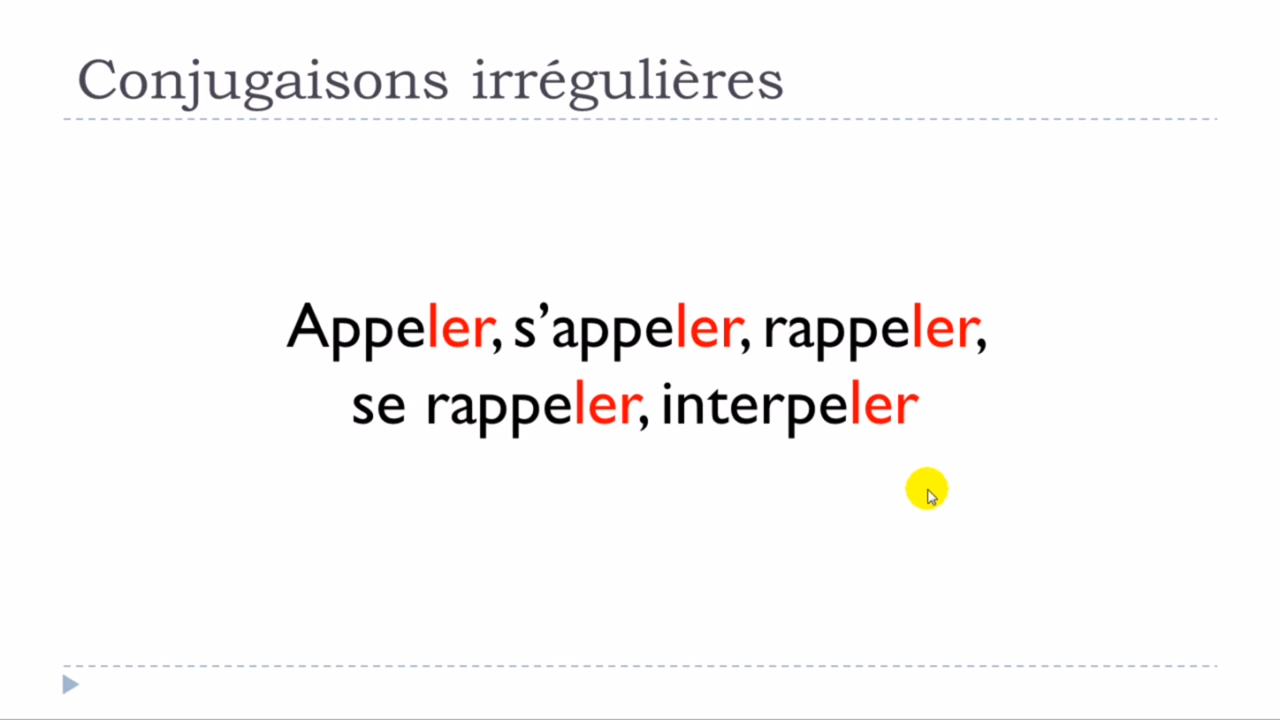 Conjugaisons irrégulières
Appeler, s’appeler, rappeler,
se rappeler, interpeler